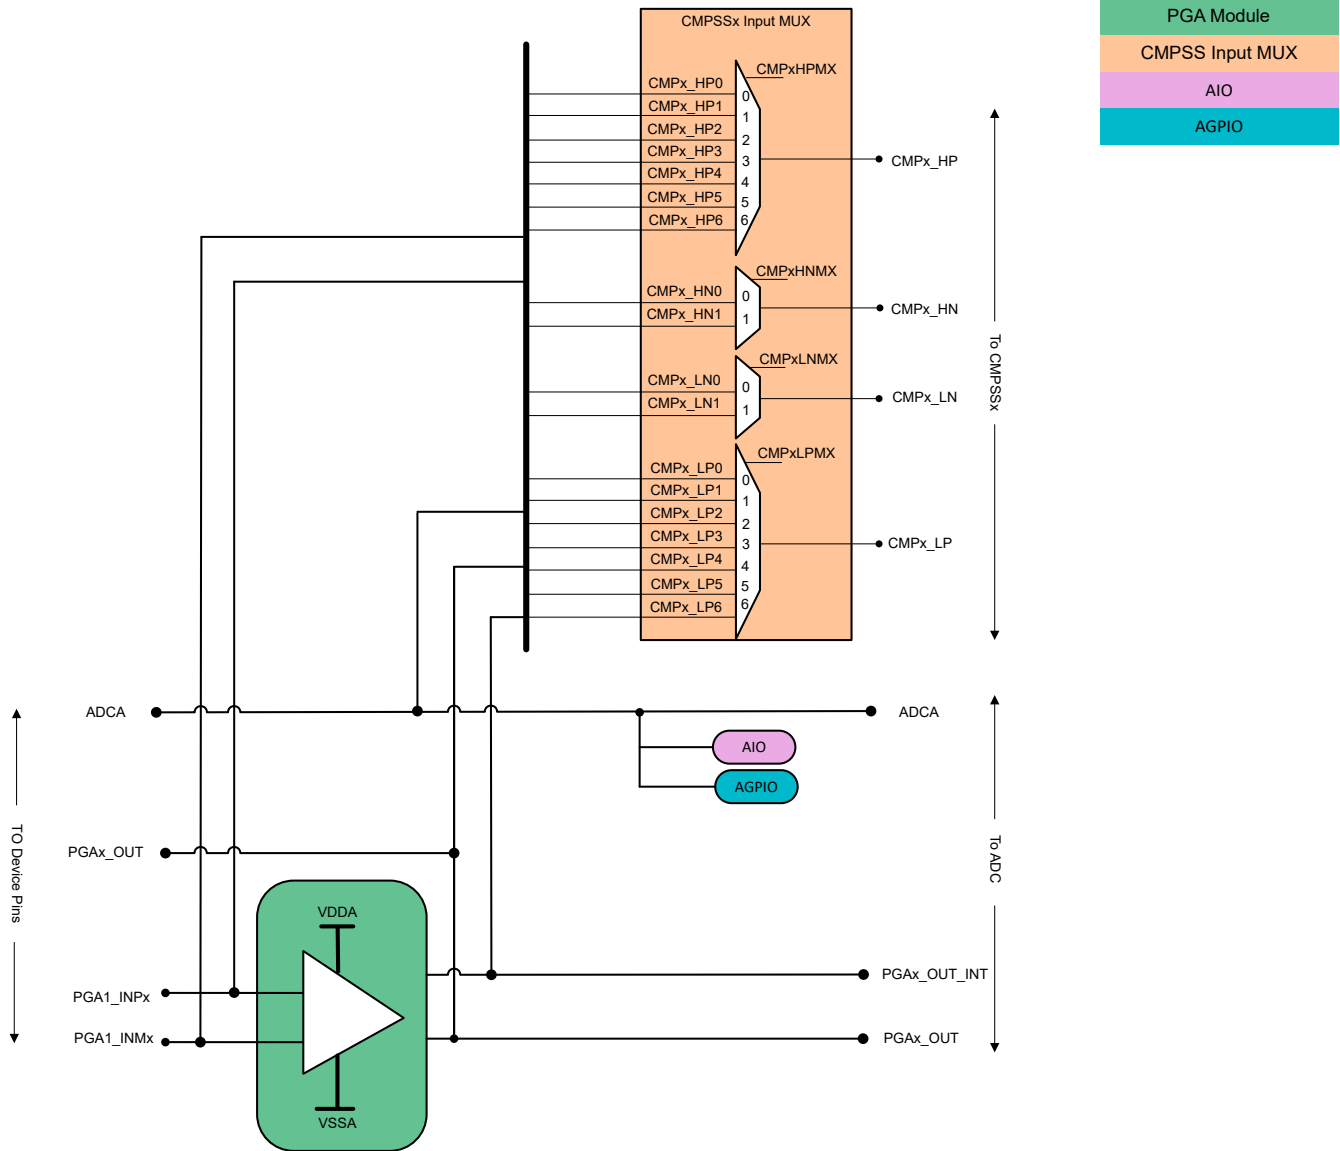 PGA Module
CMPSS Input MUX
AIO
AGPIO
CMPSSx Input MUX
CMPxHPMX
CMPx_HP0
0
CMPx_HP1
1
CMPx_HP2
2
CMPx_HP3
3
CMPx_HP
CMPx_HP4
4
CMPx_HP5
5
CMPx_HP6
6
CMPxHNMX
CMPx_HN0
0
CMPx_HN
CMPx_HN1
1
CMPxLNMX
CMPx_LN0
0
CMPx_LN
CMPx_LN1
1
CMPxLPMX
CMPx_LP0
0
CMPx_LP1
1
CMPx_LP2
2
CMPx_LP3
3
CMPx_LP
CMPx_LP4
4
CMPx_LP5
5
CMPx_LP6
6
To CMPSSx
ADCA
ADCA
AIO
AGPIO
PGAx_OUT
TO Device Pins
To ADC
VDDA
PGA1_INPx
PGA1_INMx
VSSA
PGAx_OUT_INT
PGAx_OUT